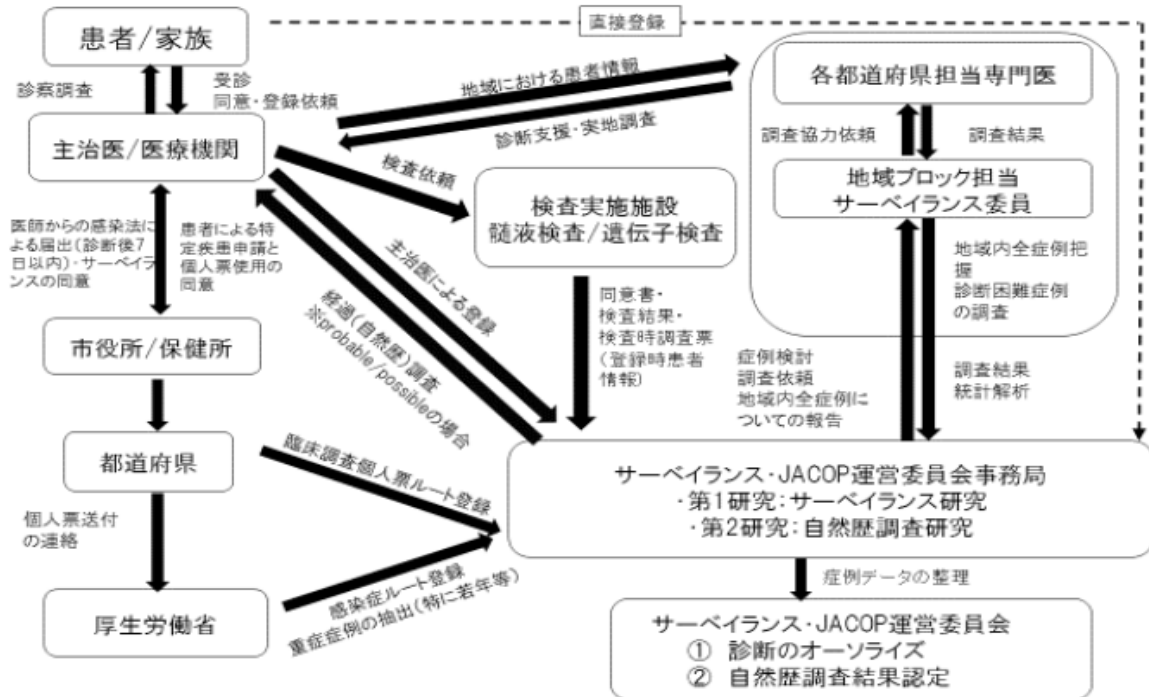 直接登録
患者/家族
診察調査
受診
同意・登録依頼
地域における患者情報
診断支援・実地調査
各都道府県担当専門医
調査協力依頼
調査結果
主治医/医療機関
検査依頼
地域ブロック担当
サーベイランス委員
検査実施施設
髄液検査/遺伝子検査
医師からの感染法に
よる届出(診断後7
日以内)・サーベイラ
ンスの同意
患者による特
定疾患申請と
個人票使用の
同意
主治医による登録
経過(自然歴)調査
※probable/possibleの場合
同意書・
検査結果・
検査時調査票
(登録時患者
情報)
地域内全症例把
握
診断困難症例
の調査
症例検討
調査依頼
地域内全症例に
ついての報告
調査結果
統計解析
市役所/保健所
都道府県
臨床調査個人票ルート登録
個人票送付
の連絡
サーベイランス・JACOP運営委員会事務局
・第1研究:サーベイランス研究
・第2研究:自然歴調査研究
厚生労働省
感染症ルート登録
重症症例の抽出(特に若年等)
症例データの整理
サーベイランス・JACOP運営委員会
① 診断のオーソライズ
② 自然歴調査結果認定